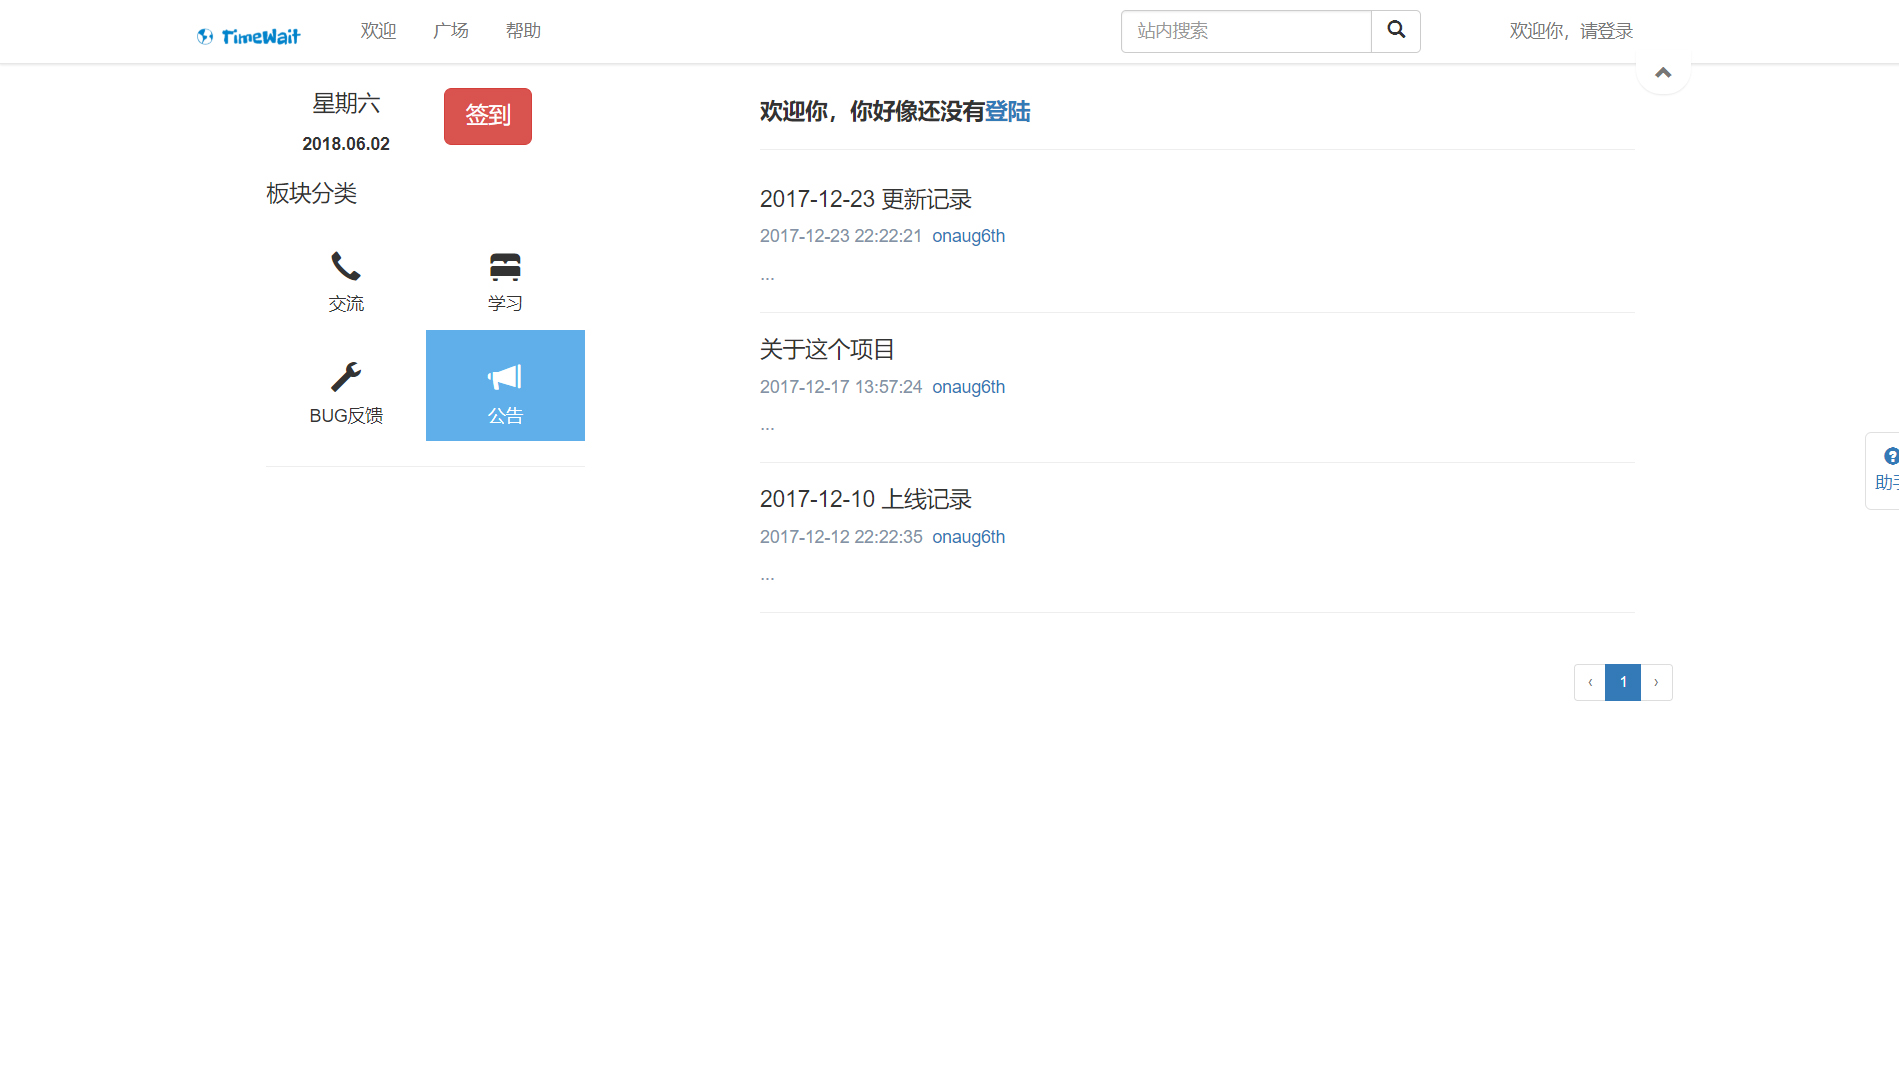 TimeWait 欢迎 广场 帮助 站内搜索 欢迎你，请登录
星期六 签到
2018.06.02
板块分类
交流 学习
BUG反馈 公告
欢迎你，你好像还没有登陆
2017-12-23 更新记录
2017-12-23 22:22:21 onaug6th
...
关于这个项目
2017-12-17 13:57:24 onaug6th
...
2017-12-10 上线记录
2017-12-12 22:22:35 onaug6th
...
‹ 1 ›
助手